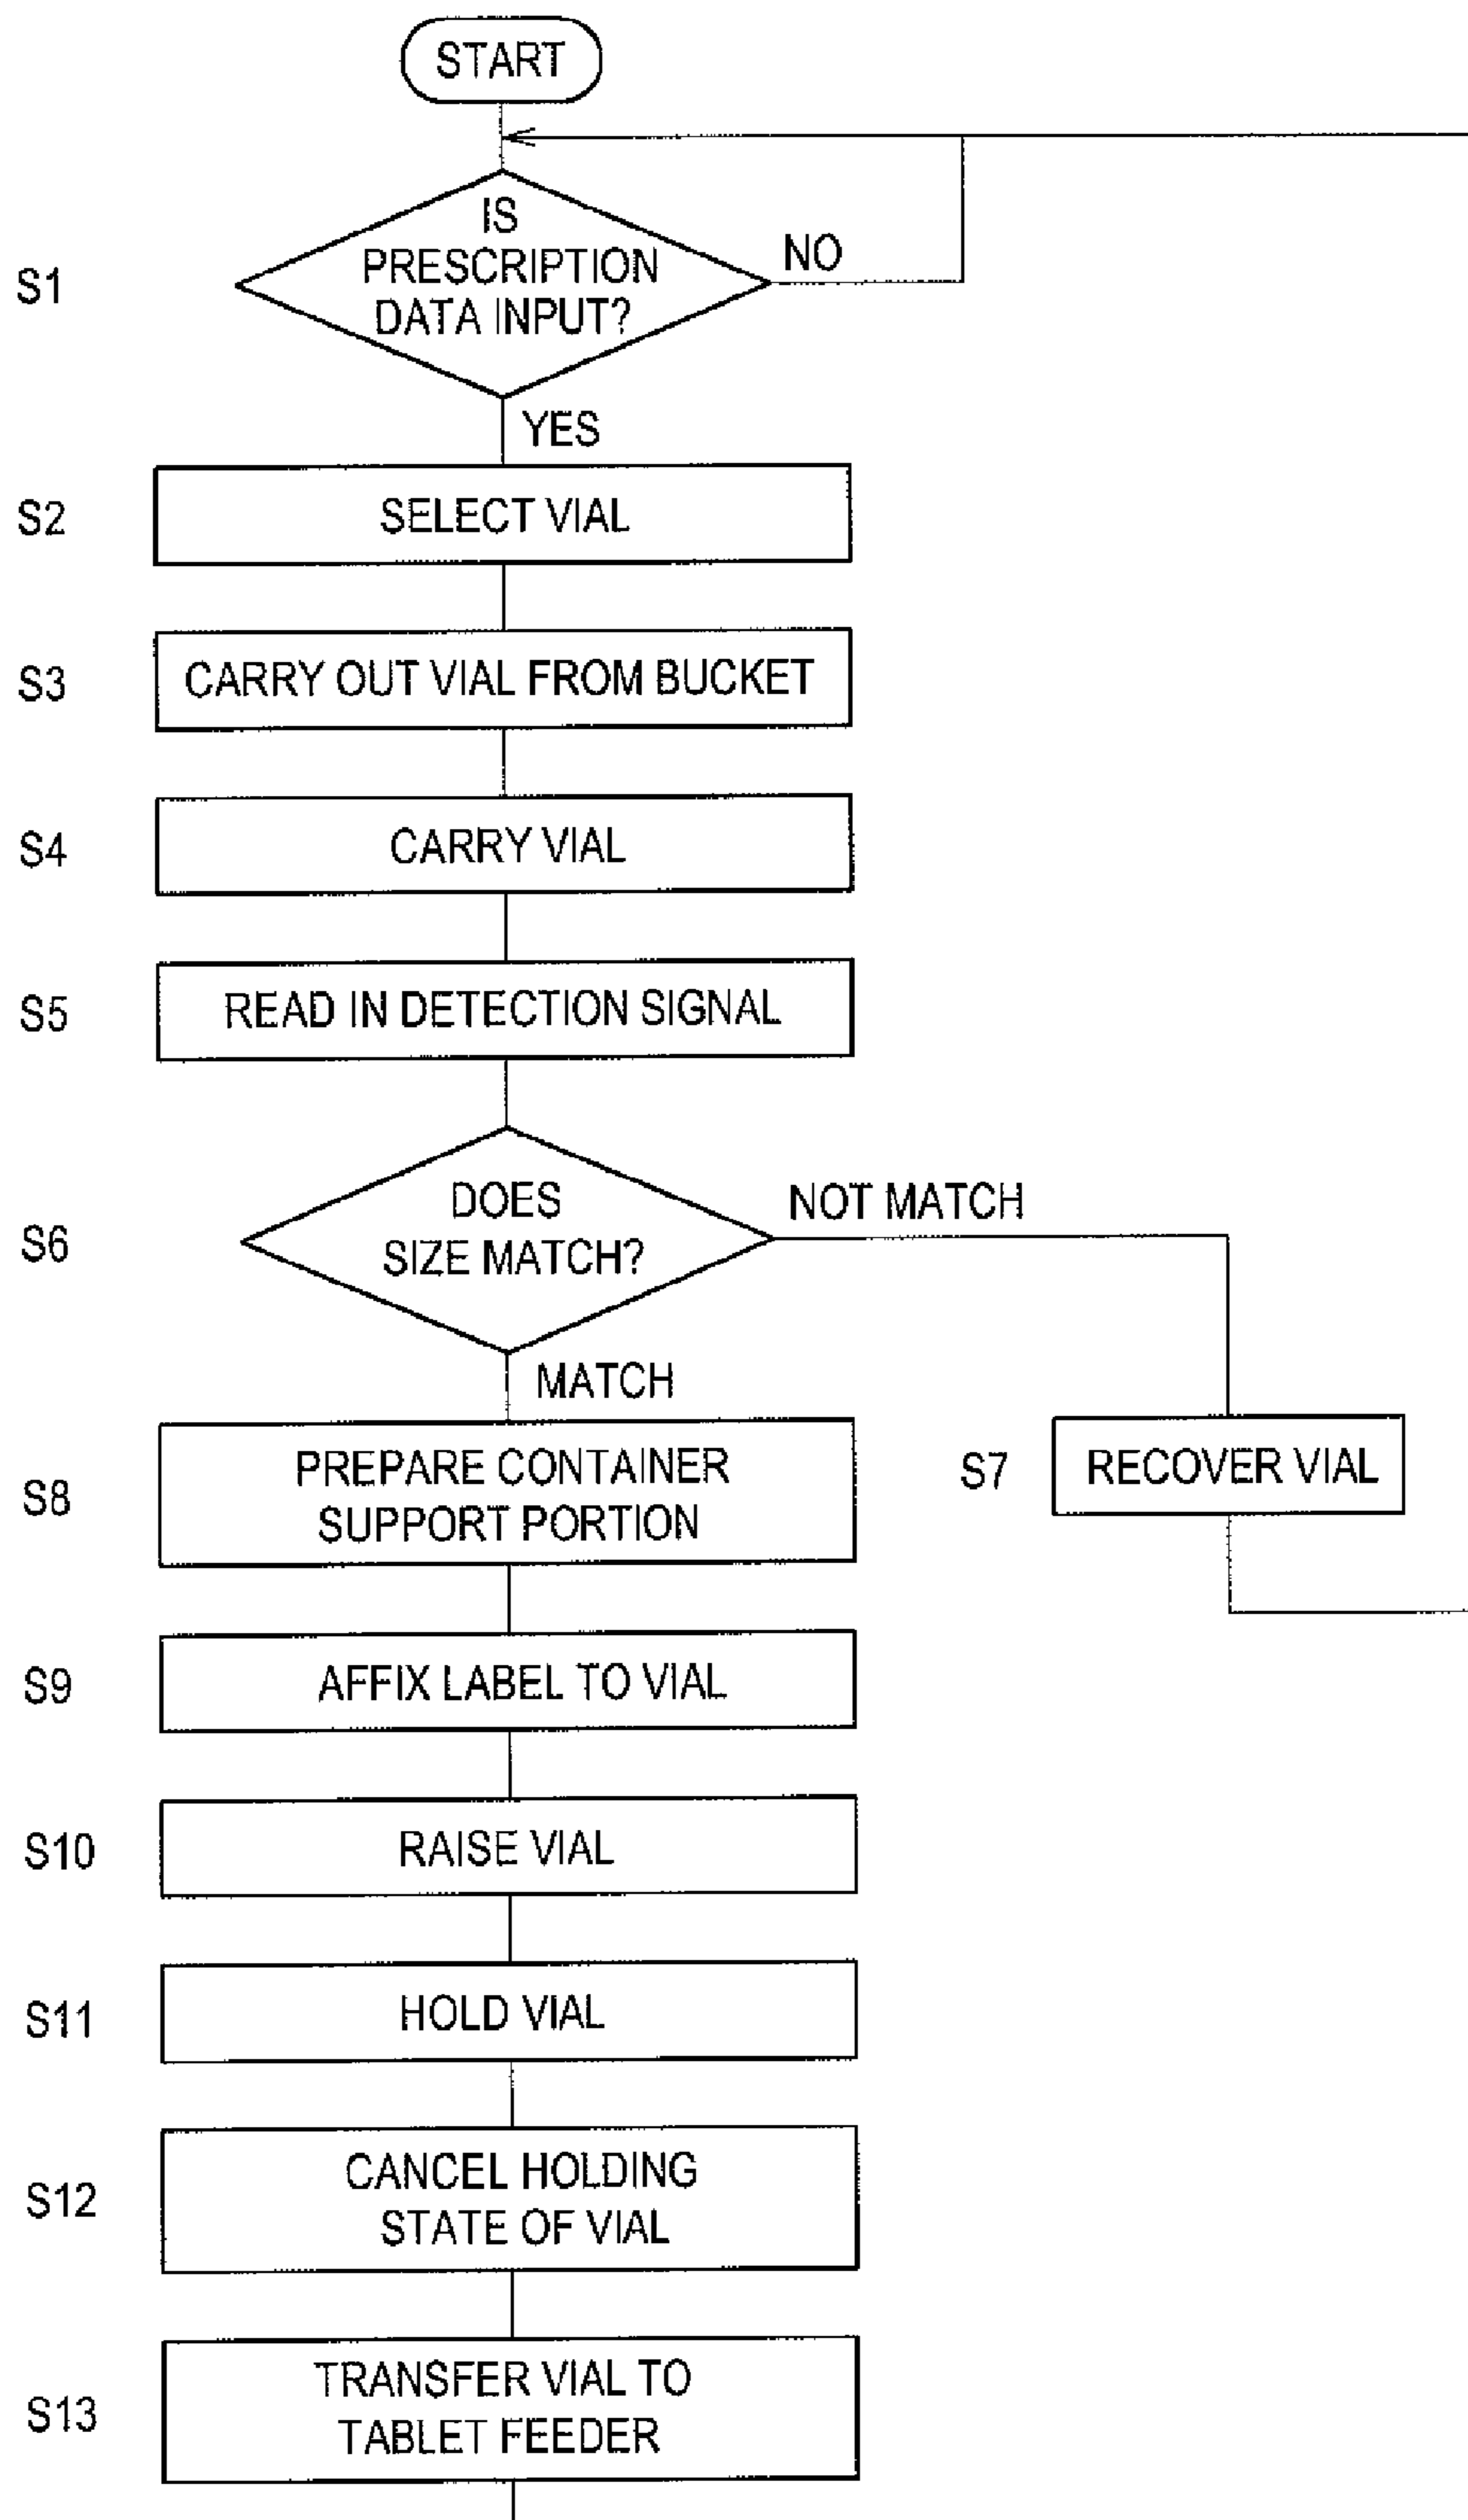 START
S1
IS
PRESCRIPTION
DATA INPUT?
NO
YES
S2
SELECT VIAL
S3
CARRY OUT VIAL FROM BUCKET
S4
CARRY VIAL
S5
READ IN DETECTION SIGNAL
S6
DOES
SIZE MATCH?
NOT MATCH
MATCH
S8
PREPARE CONTAINER
SUPPORT PORTION
S7
RECOVER VIAL
S9
AFFIX LABEL TO VIAL
S10
RAISE VIAL
S11
HOLD VIAL
S12
CANCEL HOLDING
STATE OF VIAL
S13
TRANSFER VIAL TO
TABLET FEEDER